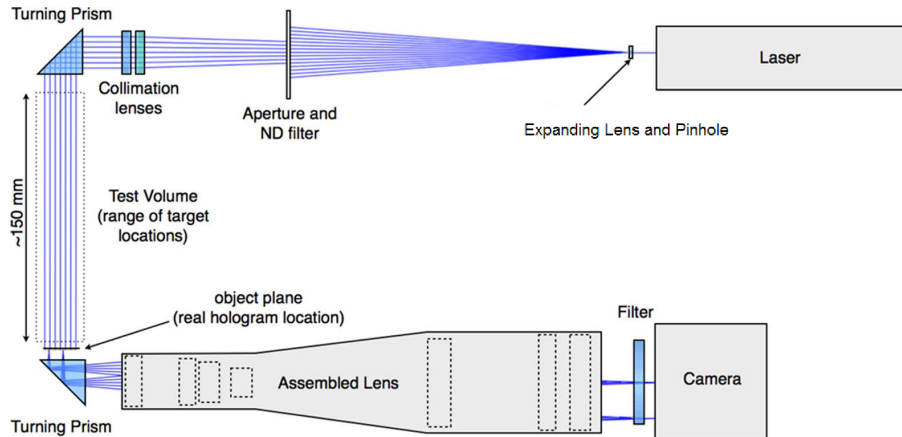 Turning Prism
Collimation
lenses
Aperture and
ND filter
Laser
Expanding Lens and Pinhole
~150 mm
Test Volume
(range of target
locations)
object plane
(real hologram location)
Filter
Assembled Lens
Camera
Turning Prism